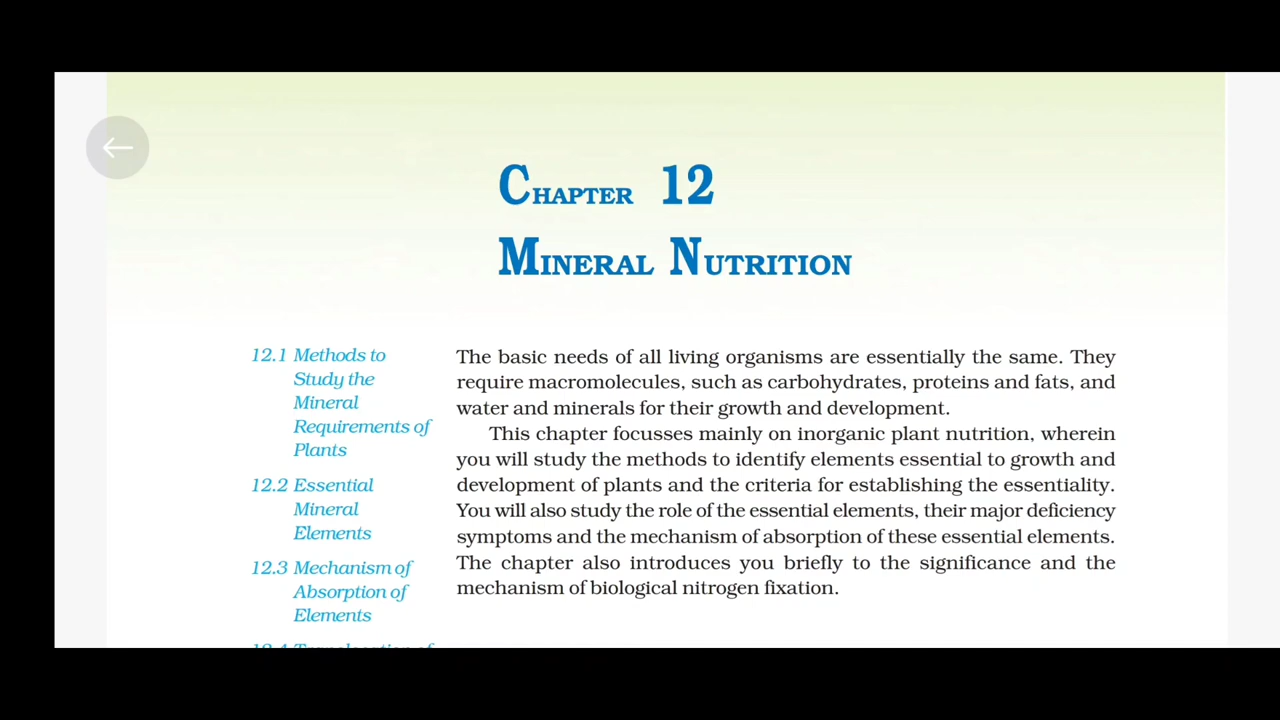 CHAPTER 12
MINERAL NUTRITION
12.1 Methods to
Study the
Mineral
Requirements of
Plants
12.2 Essential
Mineral
Elements
12.3 Mechanism of
Absorption of
Elements
The basic needs of all living organisms are essentially the same. They
require macromolecules, such as carbohydrates, proteins and fats, and
water and minerals for their growth and development.
This chapter focusses mainly on inorganic plant nutrition, wherein
you will study the methods to identify elements essential to growth and
development of plants and the criteria for establishing the essentiality.
You will also study the role of the essential elements, their major deficiency
symptoms and the mechanism of absorption of these essential elements.
The chapter also introduces you briefly to the significance and the
mechanism of biological nitrogen fixation.